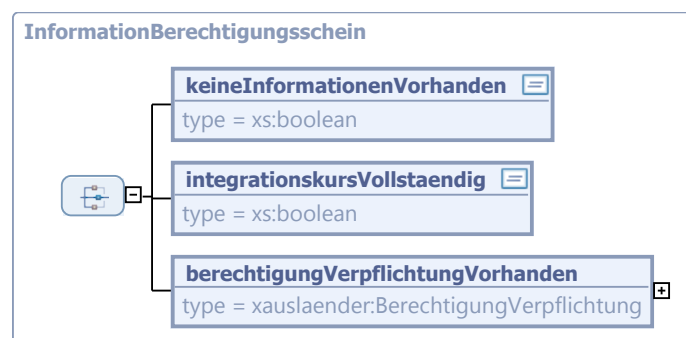 InformationBerechtigungsschein
keineInformationenVorhanden
type = xs:boolean
integrationskursVollstaendig
type = xs:boolean
berechtigungVerpflichtungVorhanden
type = xauslaender:BerechtigungVerpflichtung